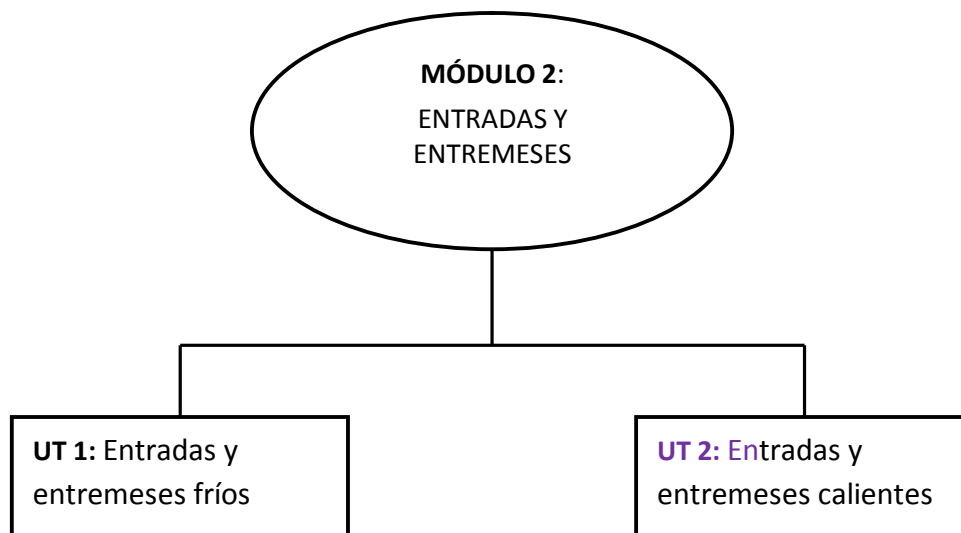 MÓDULO 2:
ENTRADAS Y
ENTREMESES
UT 1: Entradas y
entremeses fríos
UT 2: Entradas y
entremeses calientes